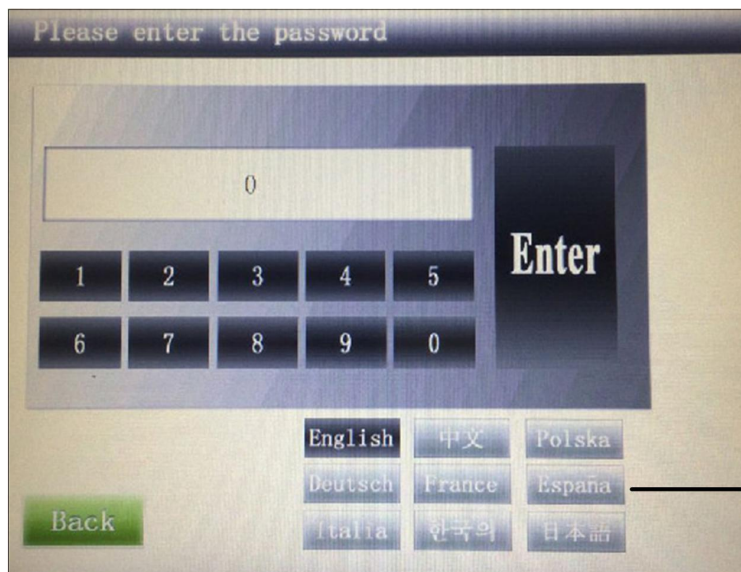 Please enter the password
0
Enter
1 2 3 4 5
6 7 8 9 0
English 中文 Polska
Deutsch France España
Italia 한국의 日本語
Back